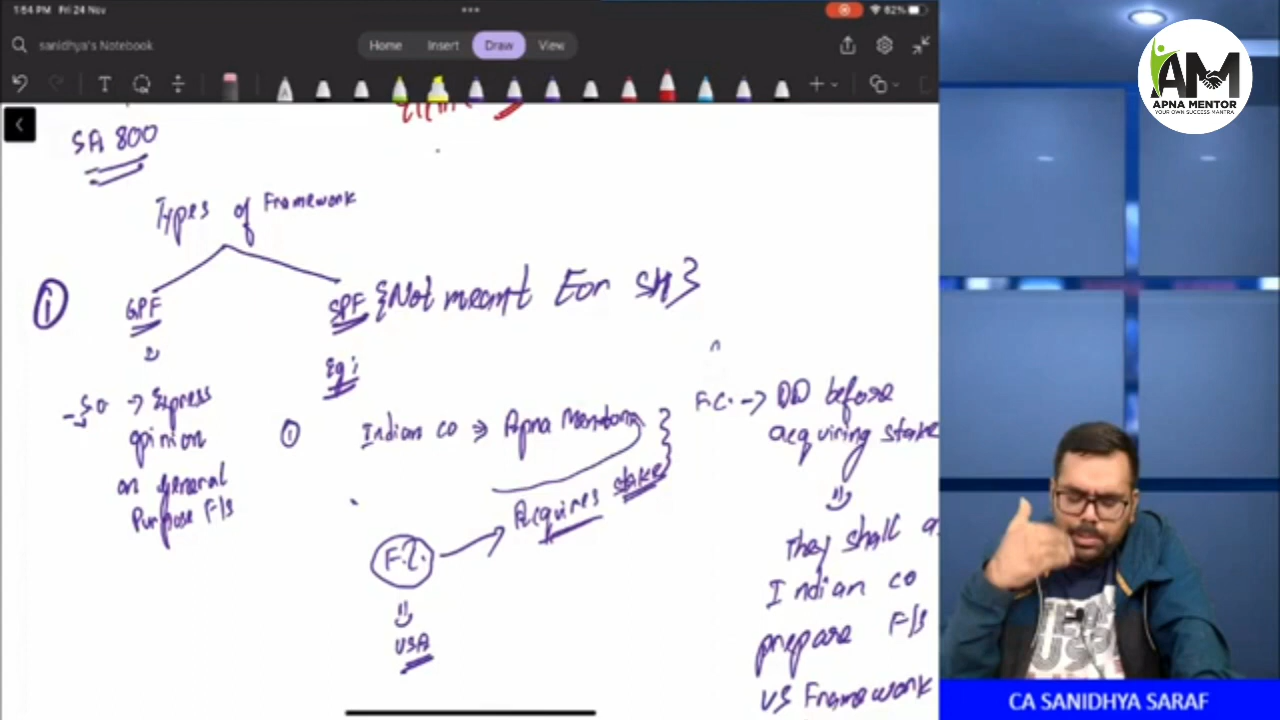 1:54 PM Fri 24 Nov
62%
sanidhya's Notebook
Home Insert Draw View
AM
APNA MENTOR
YOUR OWN SUCCESS MANTRA
SA 800
Types of Framework
① GPF SPF {Not meant For SH}
Eg:
→ Express
opinion
on General
Purpose F/S
① Indian co ⇒ Apna Mentor
Acquires stake
F.C.
USA
F.C. → DD before
acquiring stake
They shall
Indian co
prepare F/S
US Framework
CA SANIDHYA SARAF